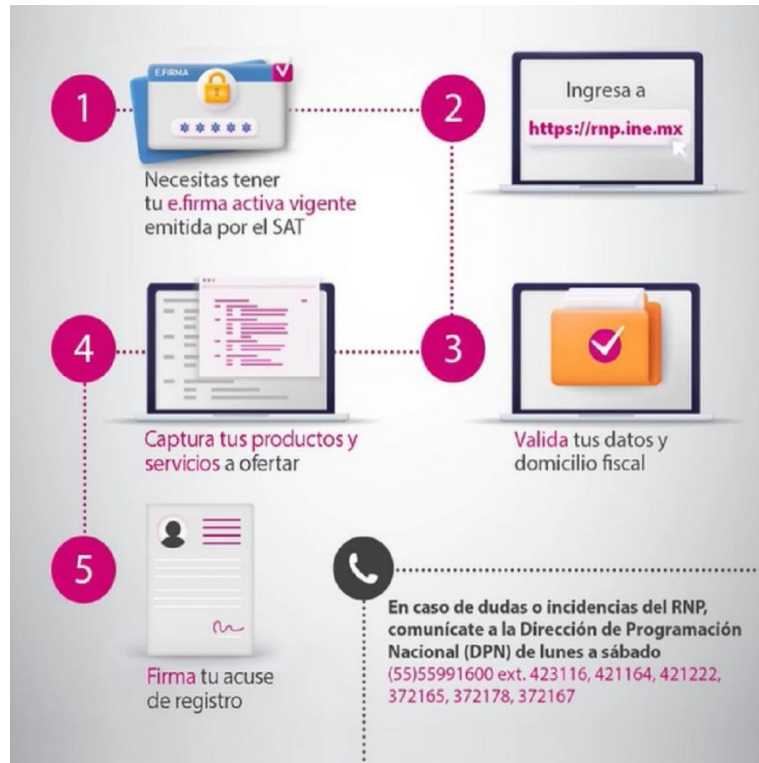 1
E.FIRMA
*****
Necesitas tener
tu e.firma activa vigente
emitida por el SAT
2
Ingresa a
https://rnp.ine.mx
3
Valida tus datos y
domicilio fiscal
4
Captura tus productos y
servicios a ofertar
5
Firma tu acuse
de registro
En caso de dudas o incidencias del RNP,
comunícate a la Dirección de Programación
Nacional (DPN) de lunes a sábado
(55)55991600 ext. 423116, 421164, 421222,
372165, 372178, 372167